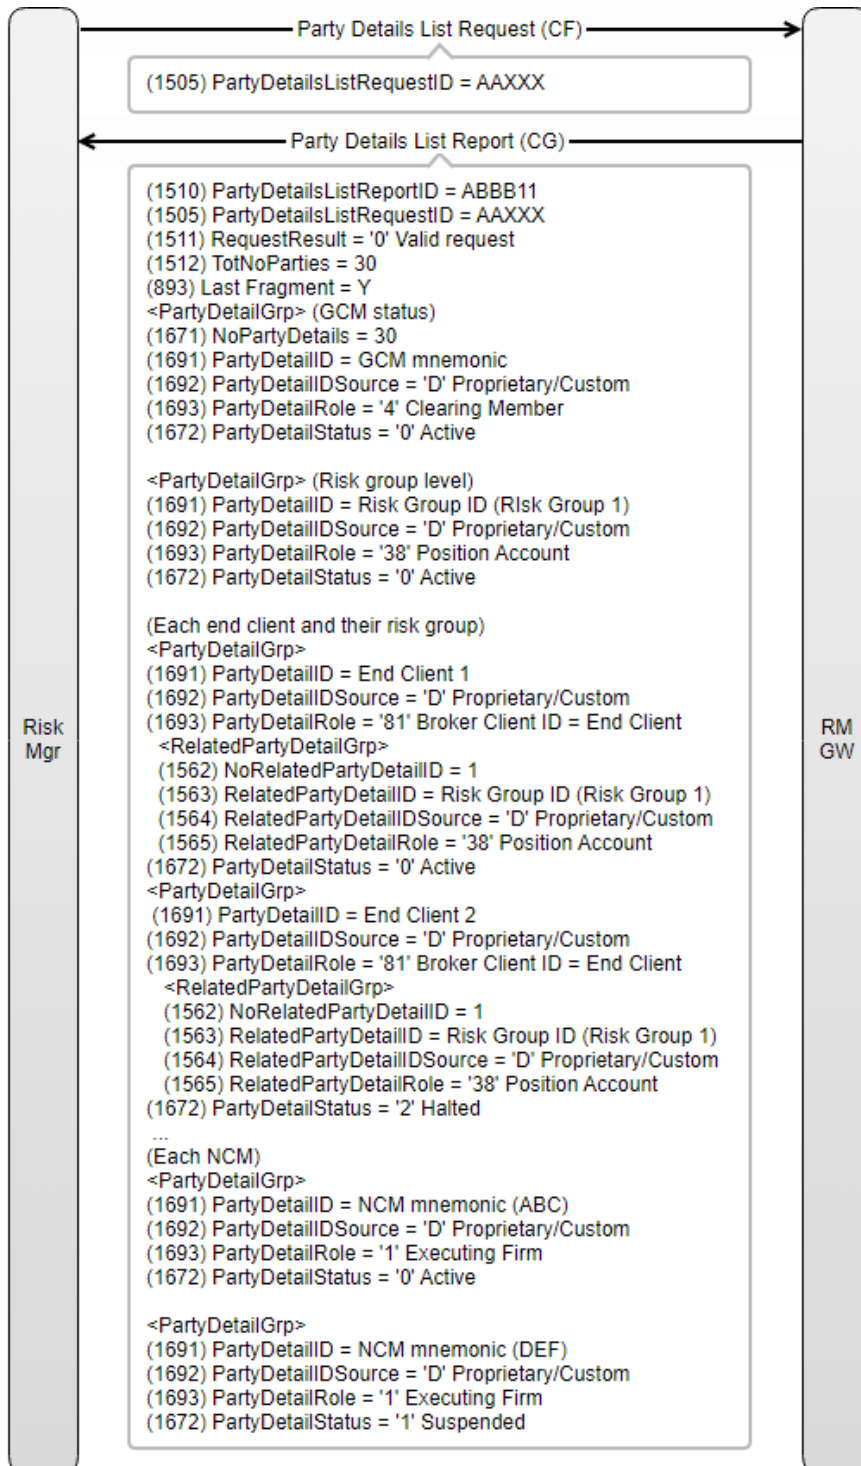 Party Details List Request (CF)
(1505) PartyDetailsListRequestID = AAXXX
Party Details List Report (CG)
(1510) PartyDetailsListReportID = ABBB11
(1505) PartyDetailsListRequestID = AAXXX
(1511) RequestResult = '0' Valid request
(1512) TotNoParties = 30
(893) Last Fragment = Y
<PartyDetailGrp> (GCM status)
(1671) NoPartyDetails = 30
(1691) PartyDetailID = GCM mnemonic
(1692) PartyDetailIDSource = 'D' Proprietary/Custom
(1693) PartyDetailRole = '4' Clearing Member
(1672) PartyDetailStatus = '0' Active
<PartyDetailGrp> (Risk group level)
(1691) PartyDetailID = Risk Group ID (RIsk Group 1)
(1692) PartyDetailIDSource = 'D' Proprietary/Custom
(1693) PartyDetailRole = '38' Position Account
(1672) PartyDetailStatus = '0' Active
(Each end client and their risk group)
<PartyDetailGrp>
(1691) PartyDetailID = End Client 1
(1692) PartyDetailIDSource = 'D' Proprietary/Custom
(1693) PartyDetailRole = '81' Broker Client ID = End Client
<RelatedPartyDetailGrp>
(1562) NoRelatedPartyDetailID = 1
(1563) RelatedPartyDetailID = Risk Group ID (Risk Group 1)
(1564) RelatedPartyDetailIDSource = 'D' Proprietary/Custom
(1565) RelatedPartyDetailRole = '38' Position Account
(1672) PartyDetailStatus = '0' Active
<PartyDetailGrp>
(1691) PartyDetailID = End Client 2
(1692) PartyDetailIDSource = 'D' Proprietary/Custom
(1693) PartyDetailRole = '81' Broker Client ID = End Client
<RelatedPartyDetailGrp>
(1562) NoRelatedPartyDetailID = 1
(1563) RelatedPartyDetailID = Risk Group ID (Risk Group 1)
(1564) RelatedPartyDetailIDSource = 'D' Proprietary/Custom
(1565) RelatedPartyDetailRole = '38' Position Account
(1672) PartyDetailStatus = '2' Halted
...
(Each NCM)
<PartyDetailGrp>
(1691) PartyDetailID = NCM mnemonic (ABC)
(1692) PartyDetailIDSource = 'D' Proprietary/Custom
(1693) PartyDetailRole = '1' Executing Firm
(1672) PartyDetailStatus = '0' Active
<PartyDetailGrp>
(1691) PartyDetailID = NCM mnemonic (DEF)
(1692) PartyDetailIDSource = 'D' Proprietary/Custom
(1693) PartyDetailRole = '1' Executing Firm
(1672) PartyDetailStatus = '1' Suspended
Risk
Mgr
RM
GW